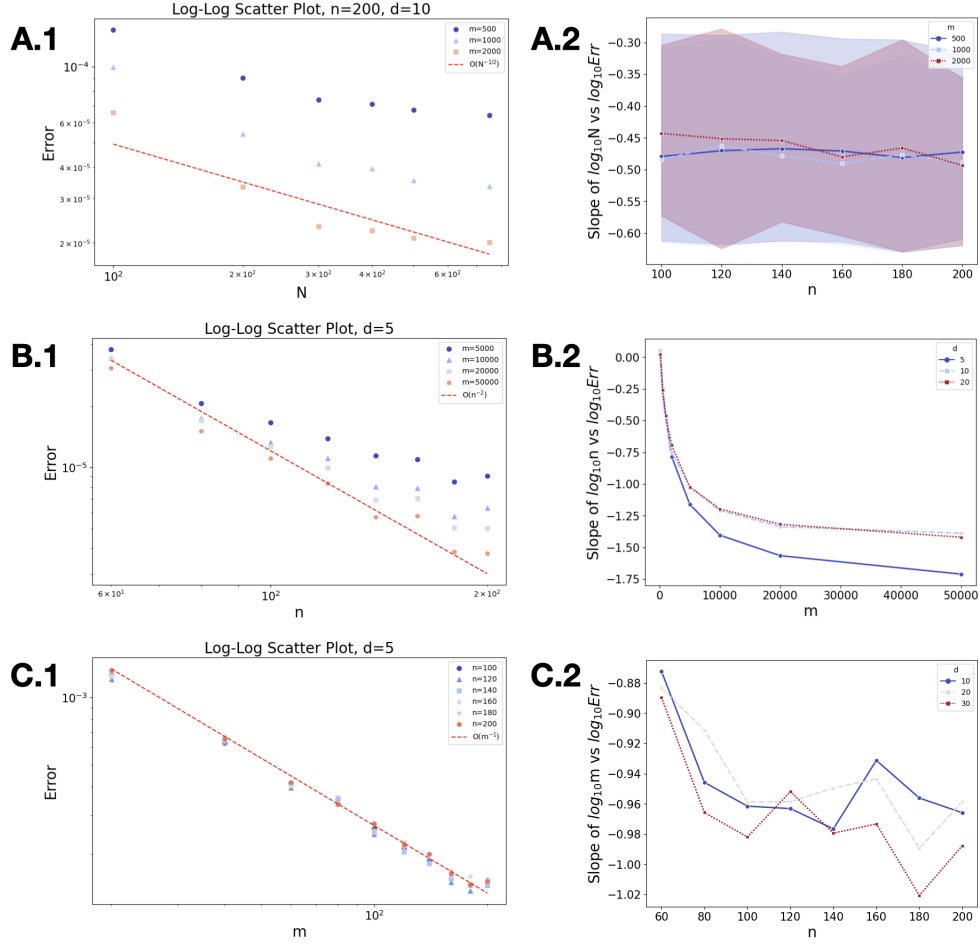 A.1
Log-Log Scatter Plot, n=200, d=10
m=500
m=1000
m=2000
O(N⁻¹/²)
10⁻⁴
6×10⁻⁵
4×10⁻⁵
3×10⁻⁵
2×10⁻⁵
Error
10²
2×10²
3×10²
4×10²
6×10²
N
A.2
m
500
1000
2000
−0.30
−0.35
−0.40
−0.45
−0.50
−0.55
−0.60
Slope of log₁₀N vs log₁₀Err
100
120
140
160
180
200
n
B.1
Log-Log Scatter Plot, d=5
m=5000
m=10000
m=20000
m=50000
O(n⁻²)
10⁻⁵
Error
6×10¹
10²
2×10²
n
B.2
d
5
10
20
0.00
−0.25
−0.50
−0.75
−1.00
−1.25
−1.50
−1.75
Slope of log₁₀n vs log₁₀Err
0
10000
20000
30000
40000
50000
m
C.1
Log-Log Scatter Plot, d=5
n=100
n=120
n=140
n=160
n=180
n=200
O(m⁻¹)
10⁻³
Error
10²
m
C.2
d
10
20
30
−0.88
−0.90
−0.92
−0.94
−0.96
−0.98
−1.00
−1.02
Slope of log₁₀m vs log₁₀Err
60
80
100
120
140
160
180
200
n